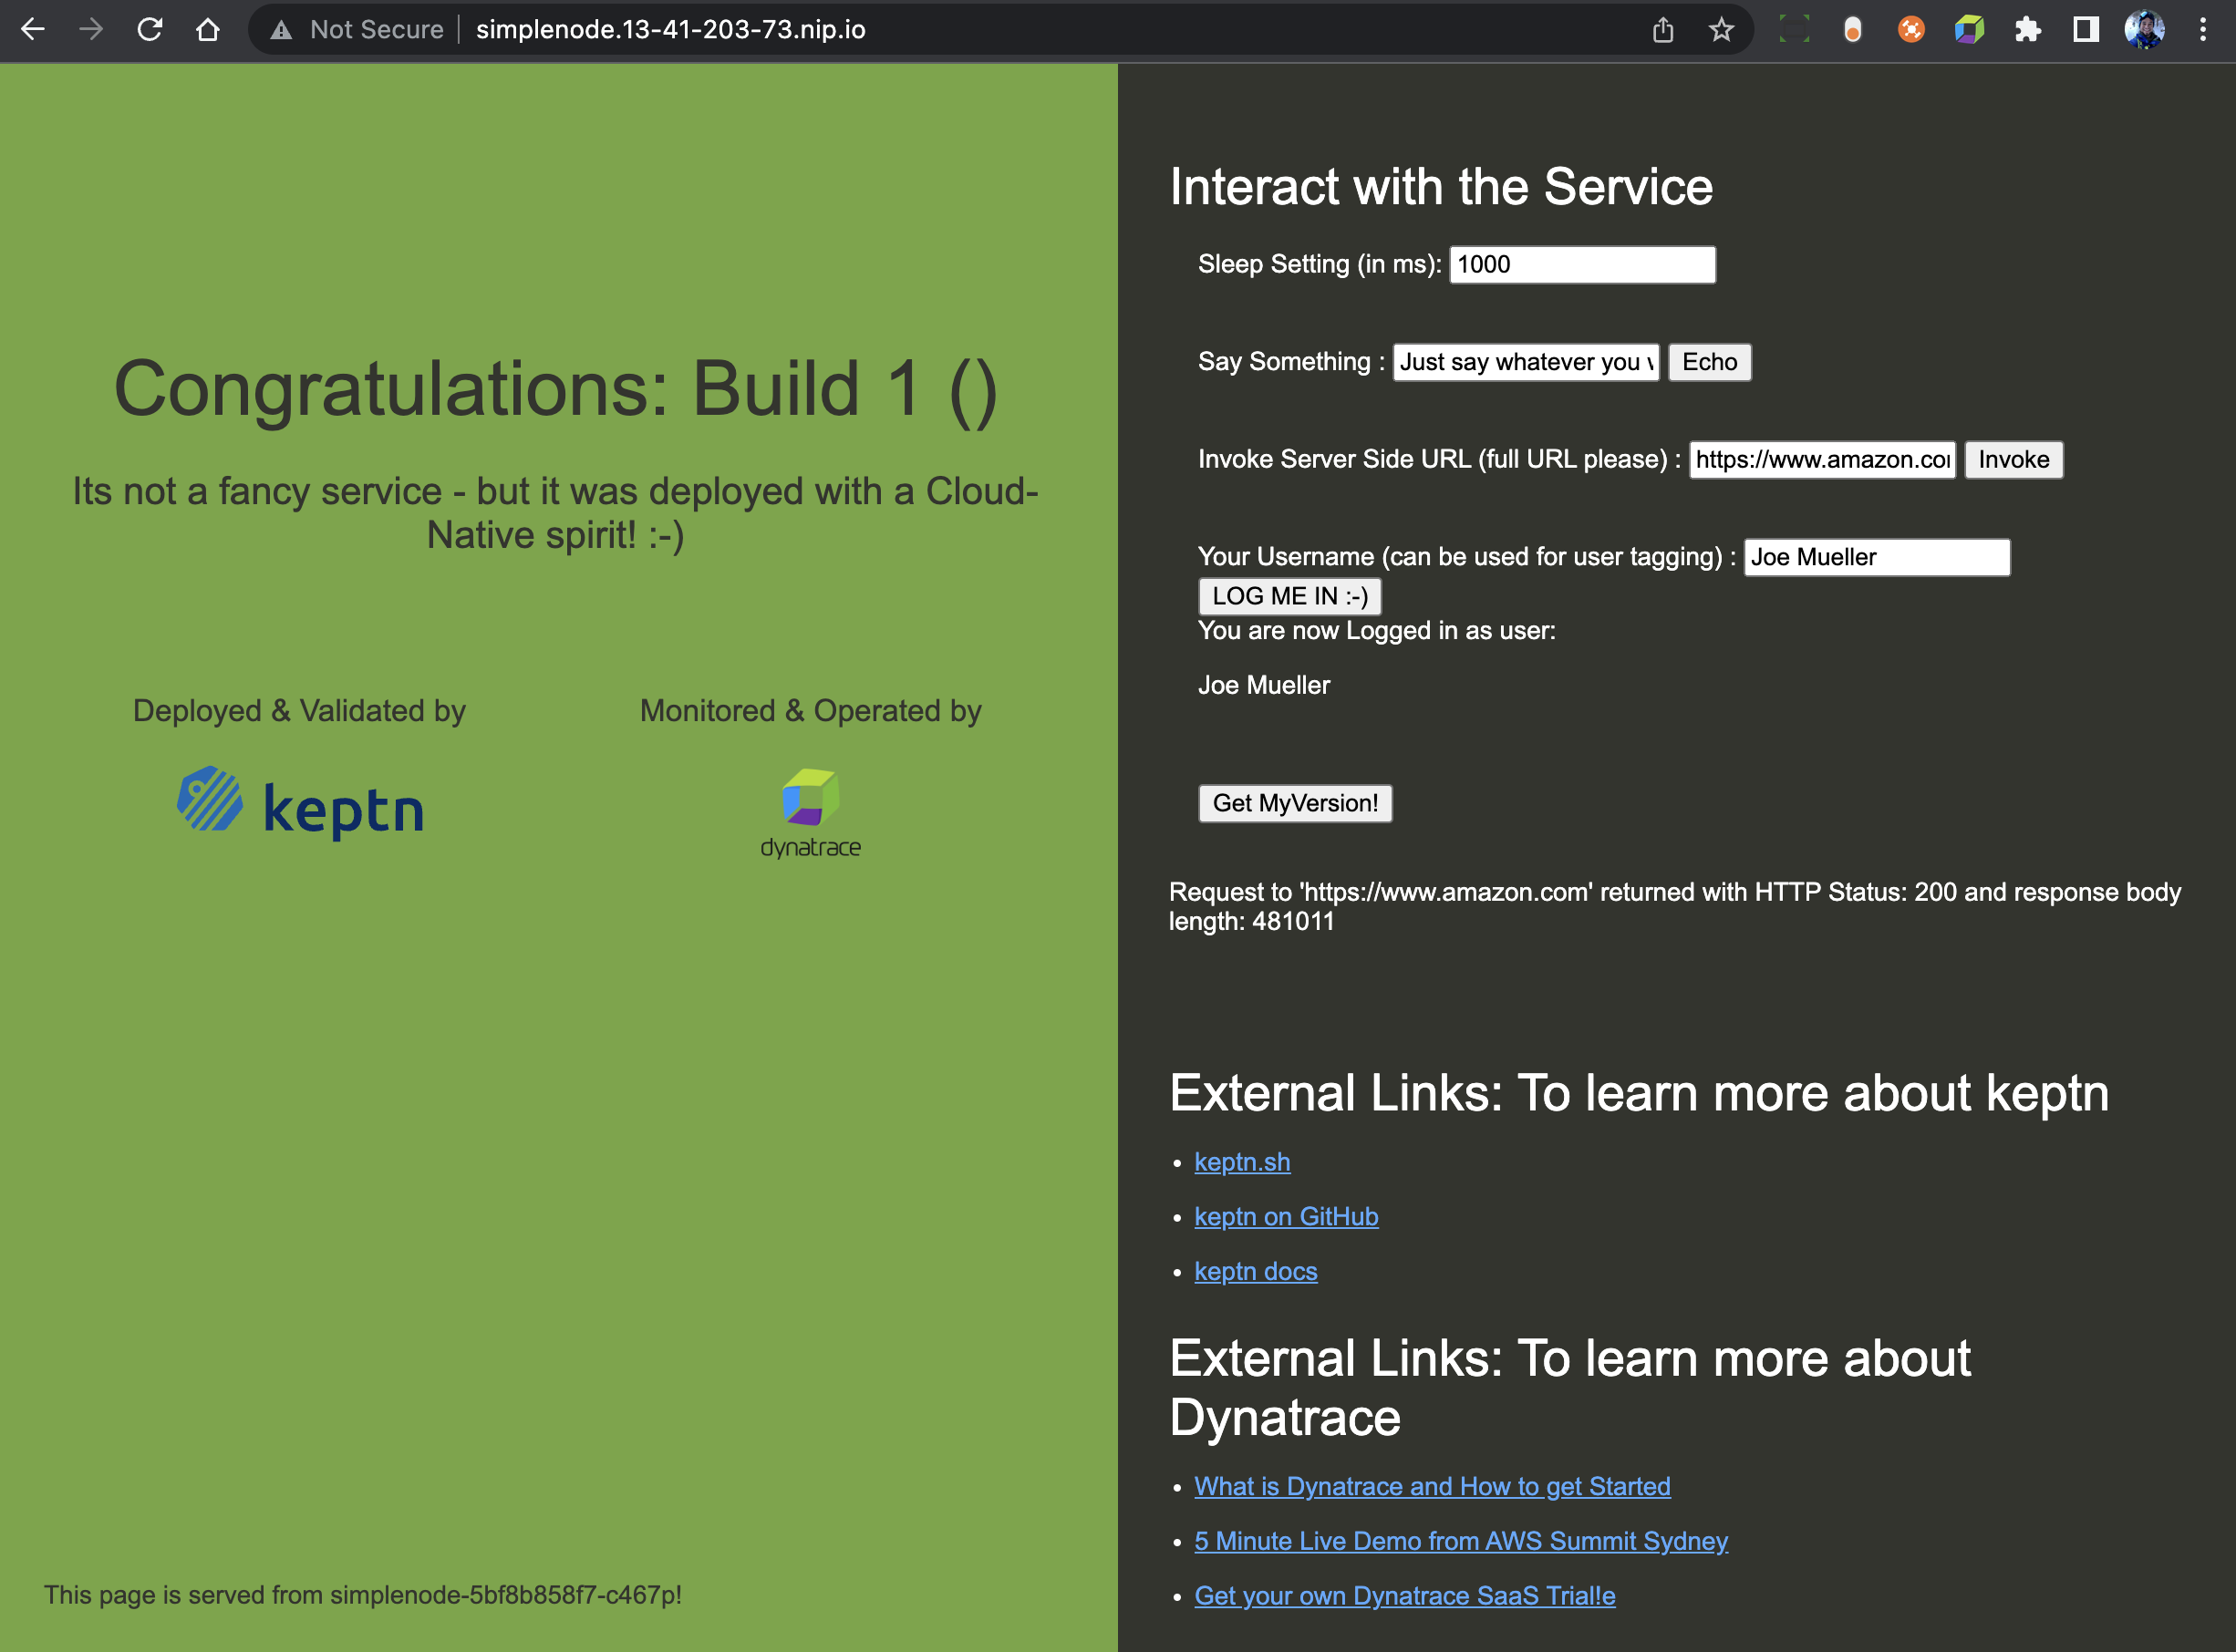 Not Secure simplenode.13-41-203-73.nip.io
Congratulations: Build 1 ()
Its not a fancy service - but it was deployed with a Cloud-
Native spirit! :-)
Deployed & Validated by
keptn
Monitored & Operated by
dynatrace
This page is served from simplenode-5bf8b858f7-c467p!
Interact with the Service
Sleep Setting (in ms): 1000
Say Something : Just say whatever you Echo
Invoke Server Side URL (full URL please) : https://www.amazon.co Invoke
Your Username (can be used for user tagging) : Joe Mueller
LOG ME IN :-)
You are now Logged in as user:
Joe Mueller
Get MyVersion!
Request to 'https://www.amazon.com' returned with HTTP Status: 200 and response body
length: 481011
External Links: To learn more about keptn
• keptn.sh
• keptn on GitHub
• keptn docs
External Links: To learn more about
Dynatrace
• What is Dynatrace and How to get Started
• 5 Minute Live Demo from AWS Summit Sydney
• Get your own Dynatrace SaaS Trial!e